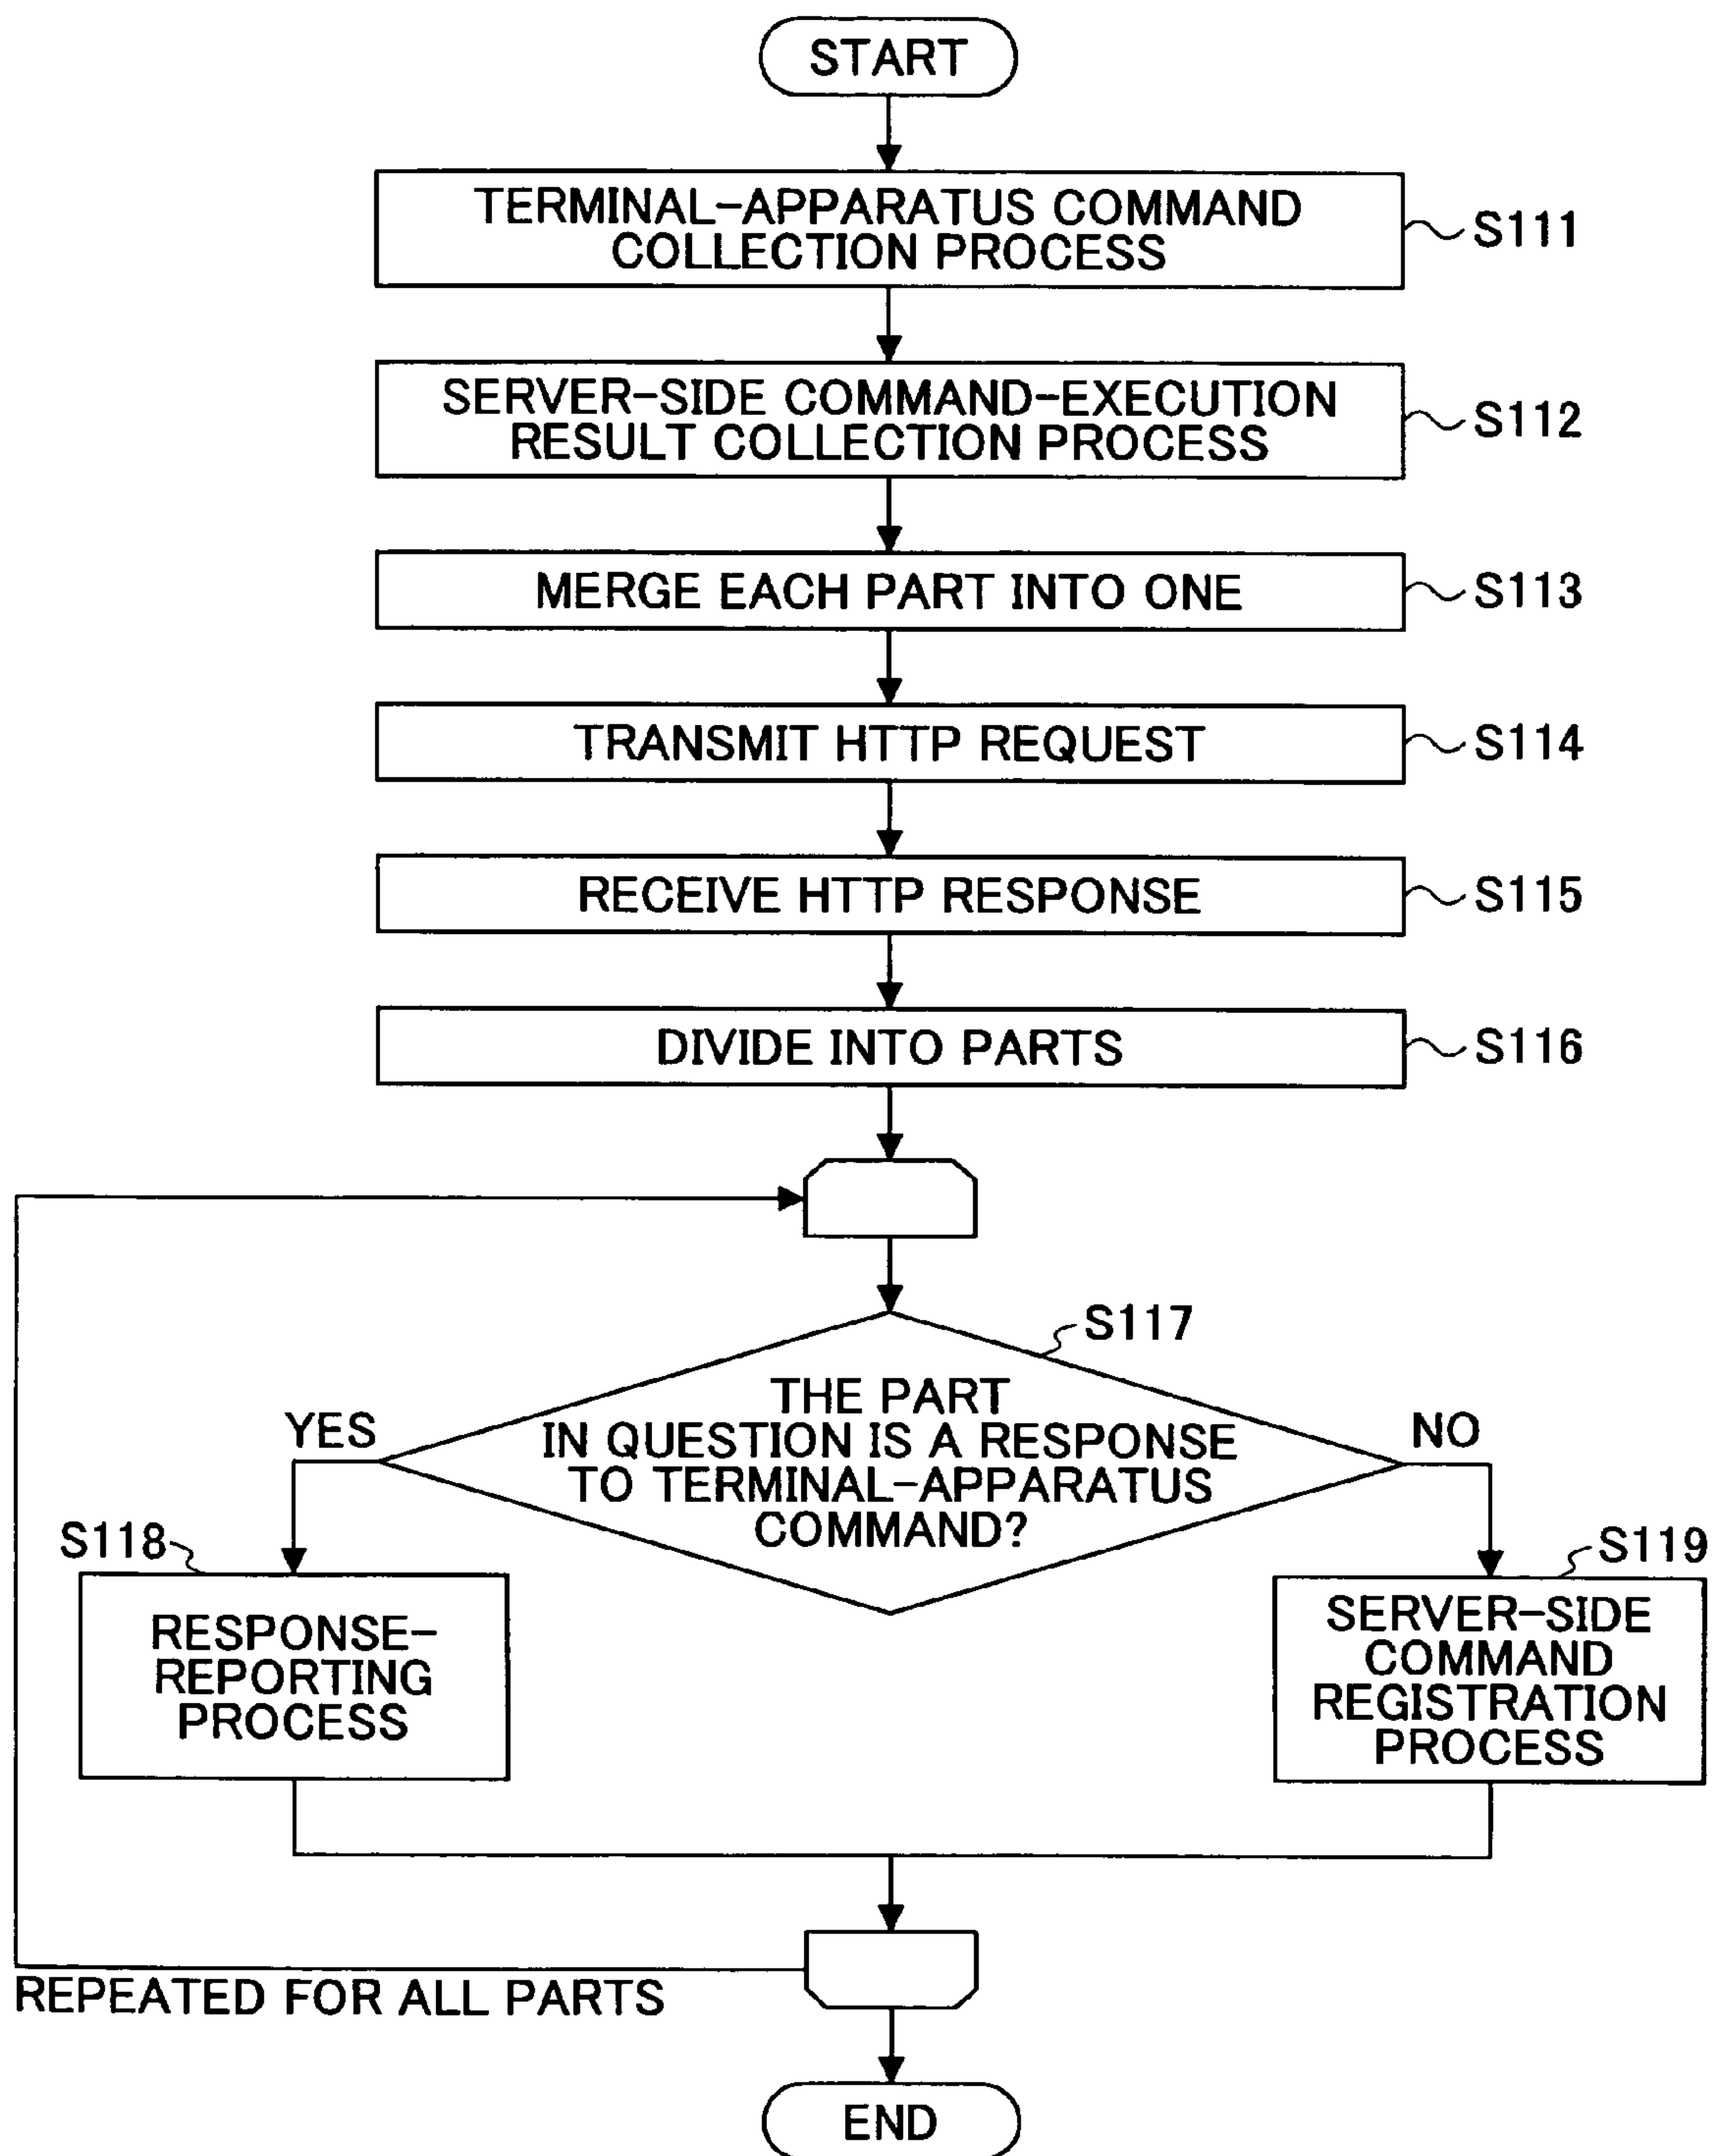 START
TERMINAL-APPARATUS COMMAND
COLLECTION PROCESS
S111
SERVER-SIDE COMMAND-EXECUTION
RESULT COLLECTION PROCESS
S112
MERGE EACH PART INTO ONE
S113
TRANSMIT HTTP REQUEST
S114
RECEIVE HTTP RESPONSE
S115
DIVIDE INTO PARTS
S116
S117
THE PART
IN QUESTION IS A RESPONSE
TO TERMINAL-APPARATUS
COMMAND?
YES
NO
S118
RESPONSE-
REPORTING
PROCESS
S119
SERVER-SIDE
COMMAND
REGISTRATION
PROCESS
REPEATED FOR ALL PARTS
END